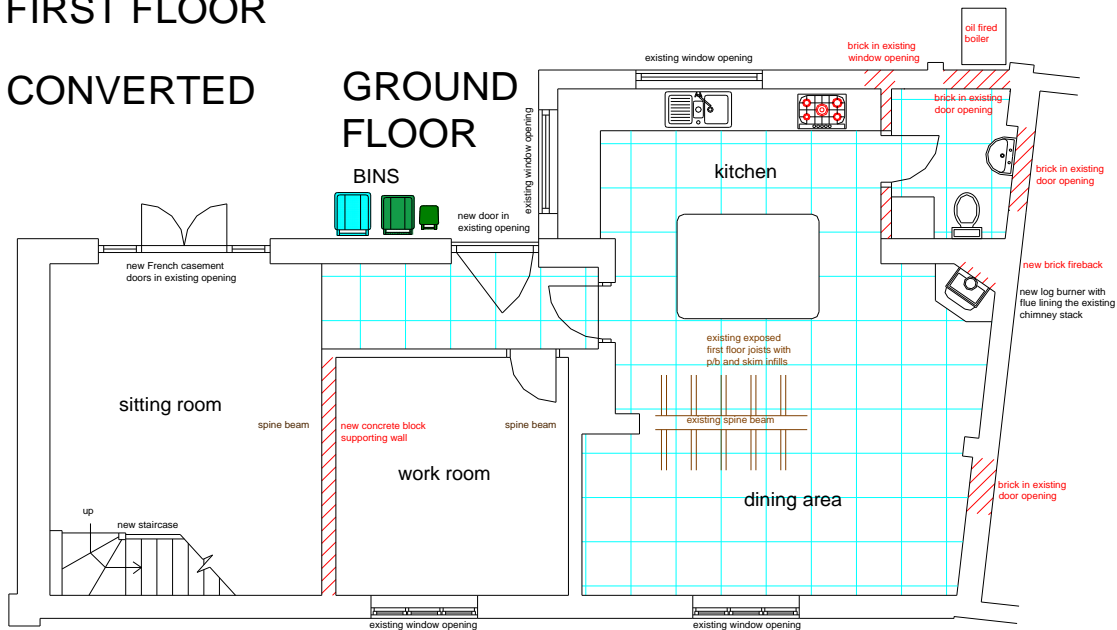 FIRST FLOOR
CONVERTED
GROUND
FLOOR
BINS
existing window opening
brick in existing
window opening
oil fired
boiler
brick in existing
door opening
existing window opening
kitchen
brick in existing
door opening
new door in
existing opening
new French casement
doors in existing opening
new brick fireback
new log burner with
flue lining the existing
chimney stack
existing exposed
first floor joists with
p/b and skim infills
sitting room
spine beam
new concrete block
supporting wall
spine beam
existing spine beam
work room
dining area
brick in existing
door opening
up
new staircase
existing window opening
existing window opening